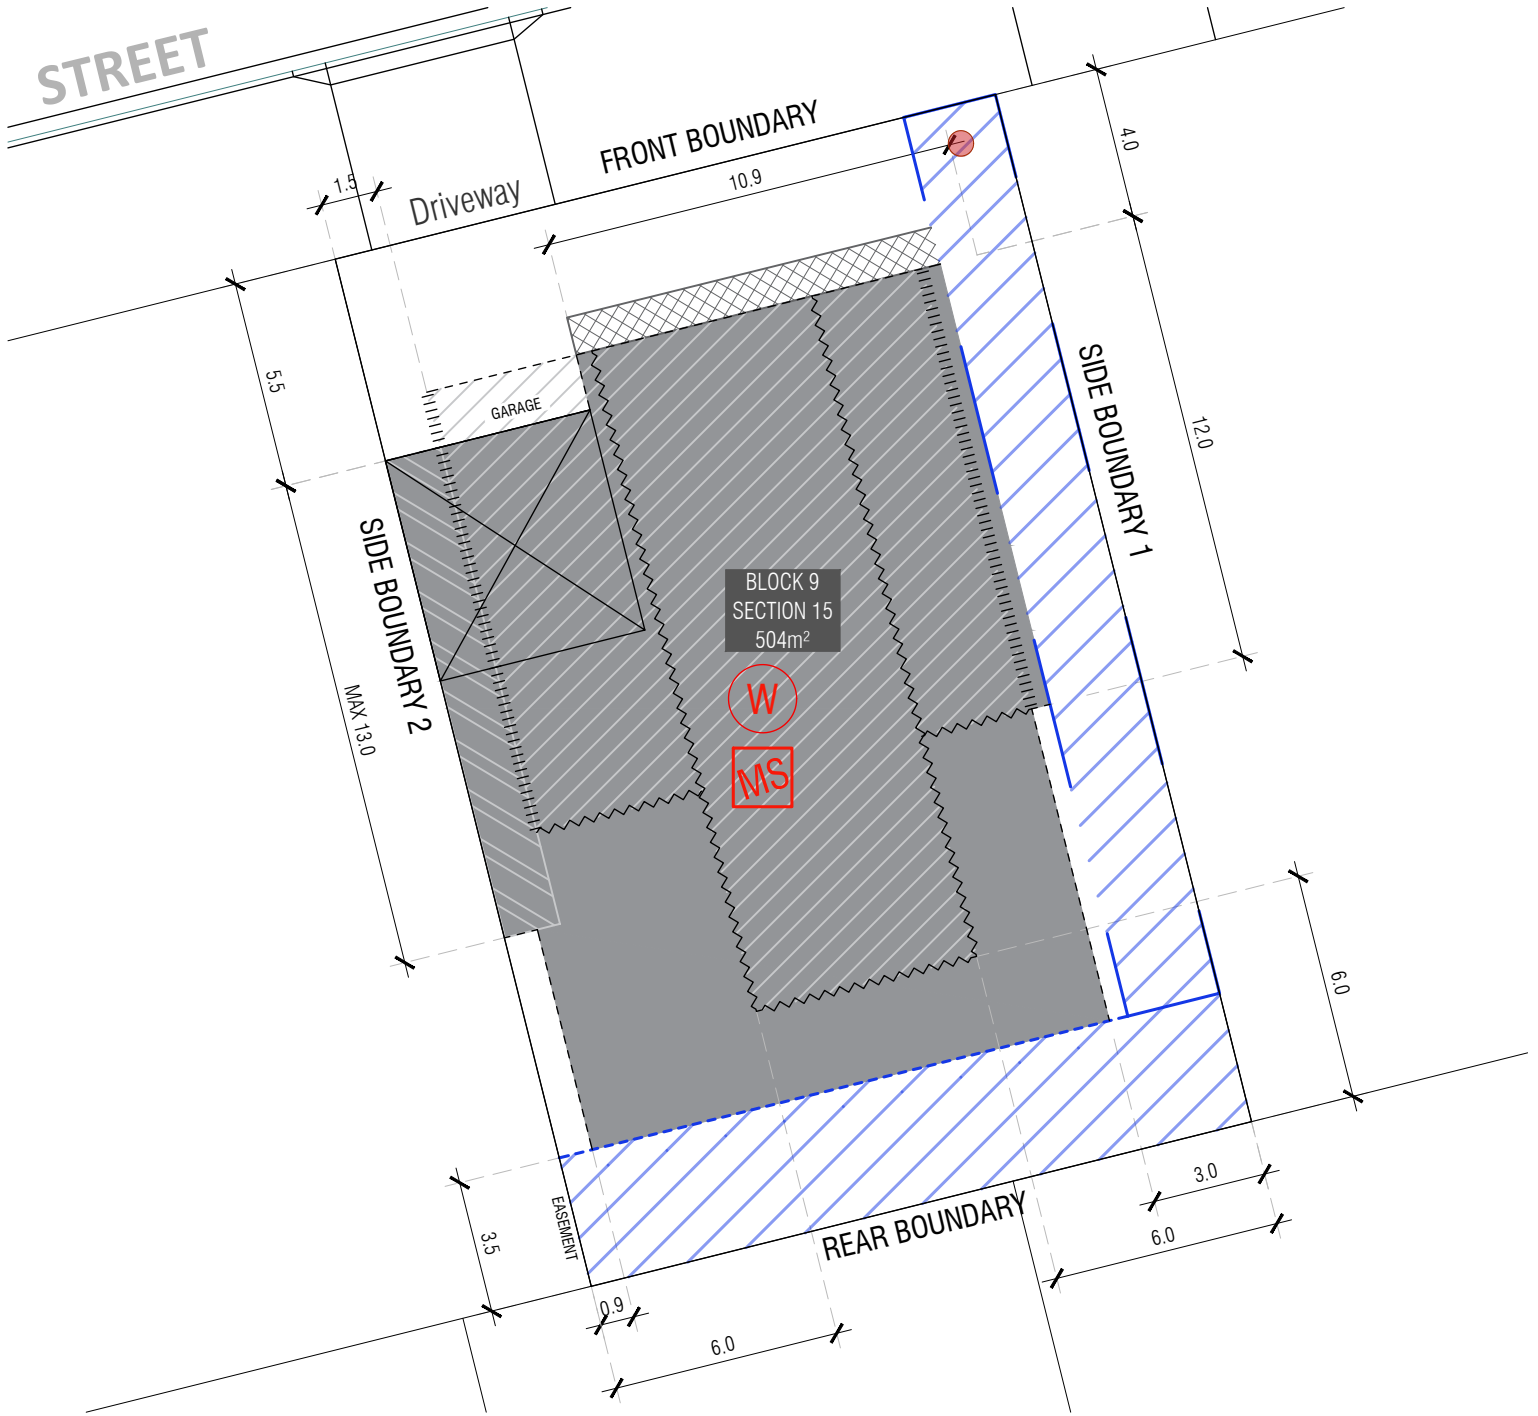 STREET
4.0
FRONT BOUNDARY
1.5
Driveway
10.9
5.5
GARAGE
12.0
SIDE BOUNDARY 1
SIDE BOUNDARY 2
BLOCK 9
SECTION 15
504m²
W
MAX 13.0
MS
6.0
3.0
EASEMENT
REAR BOUNDARY
6.0
3.5
0.9
6.0